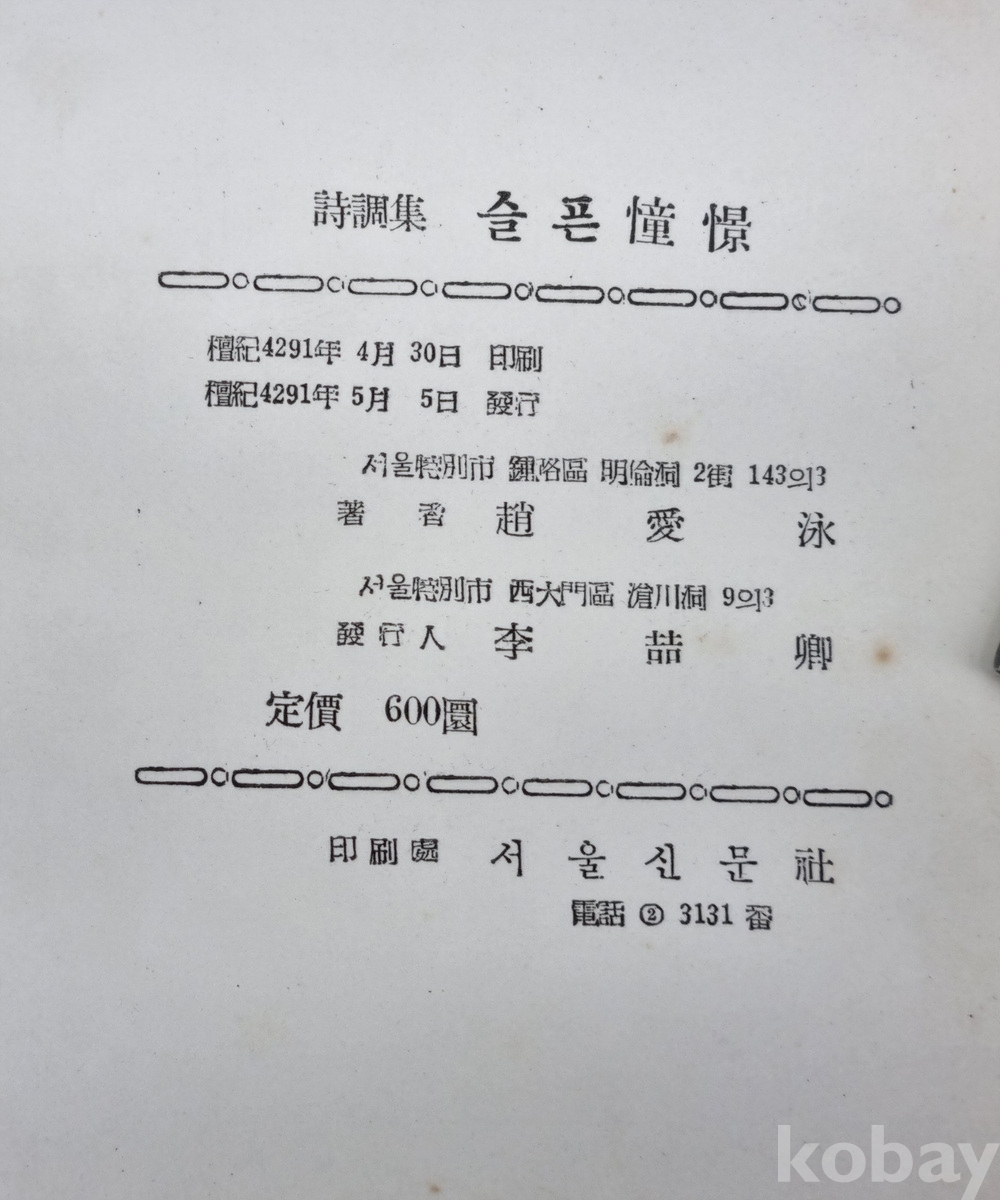 詩調集 슬픈憧憬
檀紀4291年 4月 30日 印刷
檀紀4291年 5月 5日 發行
서울特別市 鍾路區 明倫洞 2街 143의3
著者 趙愛泳
서울特別市 西大門區 滄川洞 9의3
發行人 李喆卿
定價 600圜
印刷處 서울신문社
電話 ② 3131番
kobay